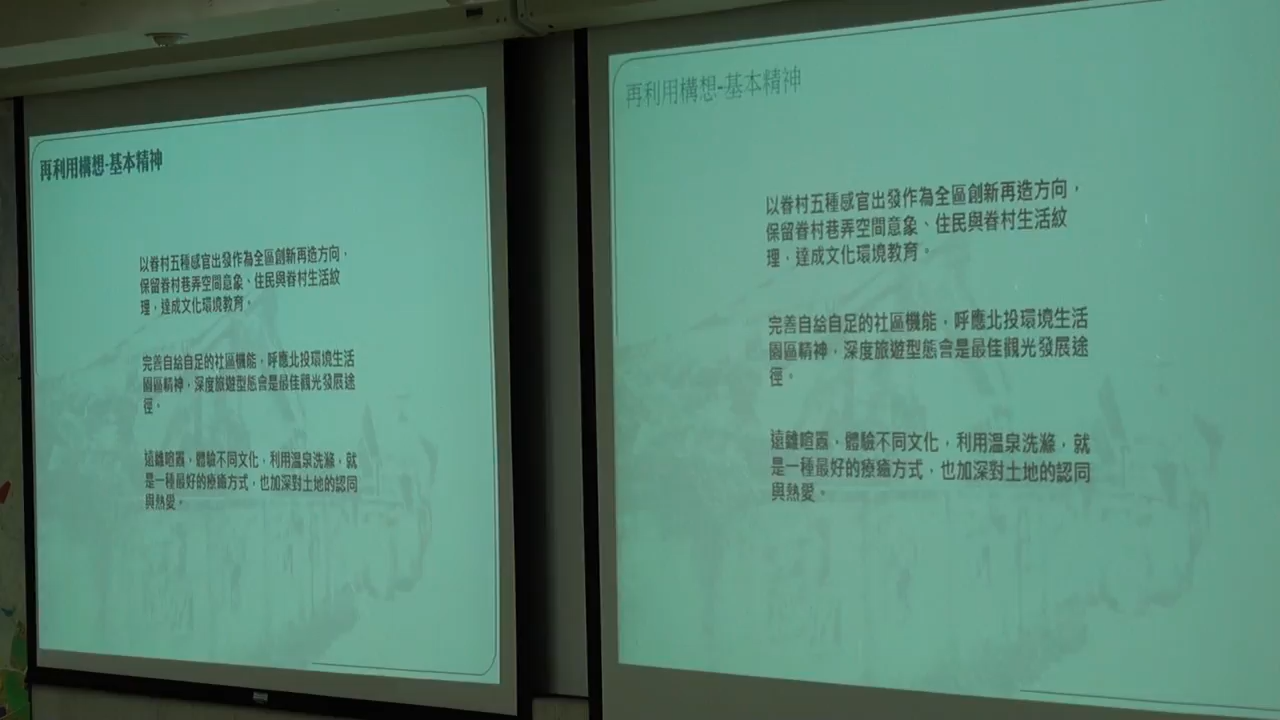 再利用構想-基本精神
以眷村五種感官出發作為全區創新再造方向，
保留眷村巷弄空間意象、住民與眷村生活紋
理，達成文化環境教育。
完善自給自足的社區機能，呼應北投環境生活
園區精神，深度旅遊型態會是最佳觀光發展途
徑。
遠離喧囂，體驗不同文化，利用溫泉洗滌，就
是一種最好的療癒方式，也加深對土地的認同
與熱愛。
再利用構想-基本精神
以眷村五種感官出發作為全區創新再造方向，
保留眷村巷弄空間意象、住民與眷村生活紋
理，達成文化環境教育。
完善自給自足的社區機能，呼應北投環境生活
園區精神，深度旅遊型態會是最佳觀光發展途
徑。
遠離喧囂，體驗不同文化，利用溫泉洗滌，就
是一種最好的療癒方式，也加深對土地的認同
與熱愛。